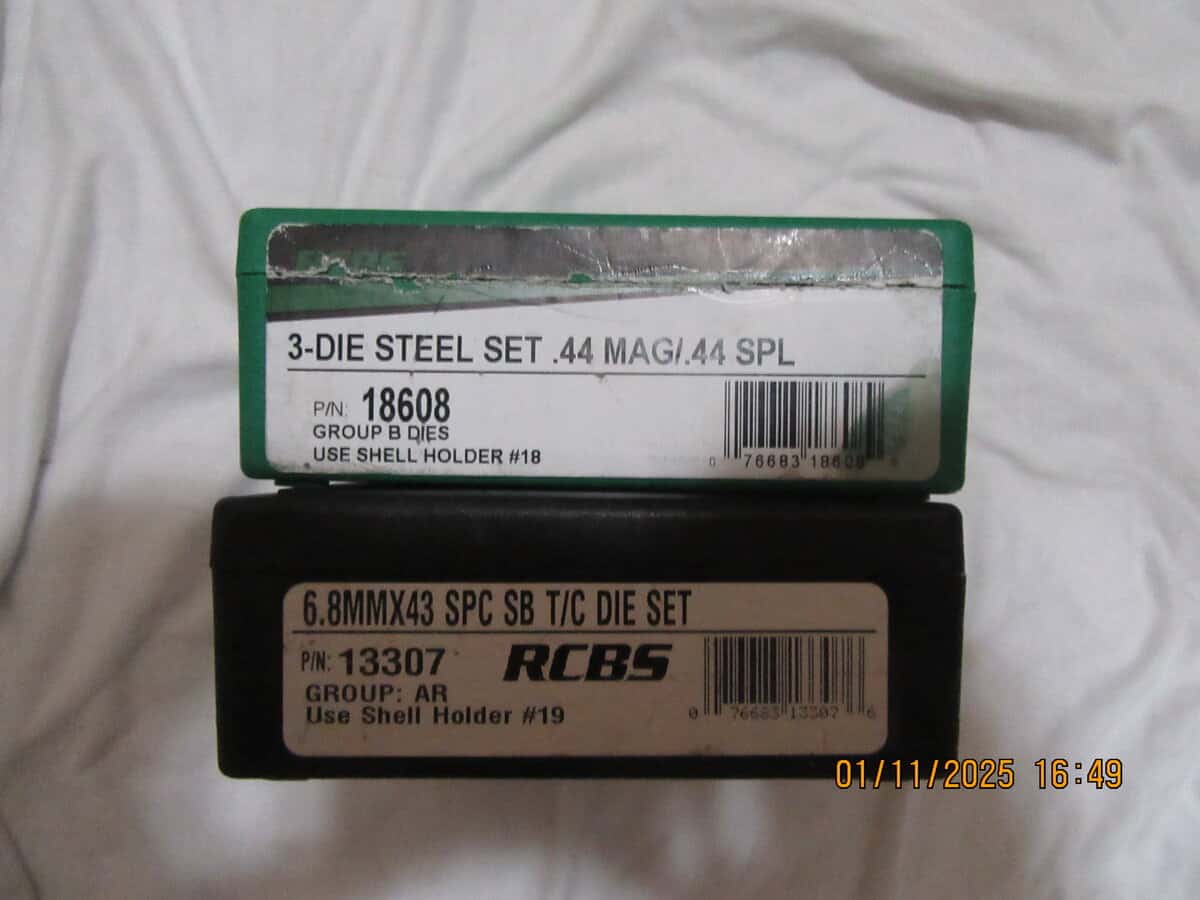 RCBS
3-DIE STEEL SET .44 MAG/.44 SPL
P/N: 18608
GROUP B DIES
USE SHELL HOLDER #18
0 76683 18608
6.8MMX43 SPC SB T/C DIE SET
P/N: 13307 RCBS
GROUP: AR
Use Shell Holder #19
0 76683 13307 6
01/11/2025 16:49